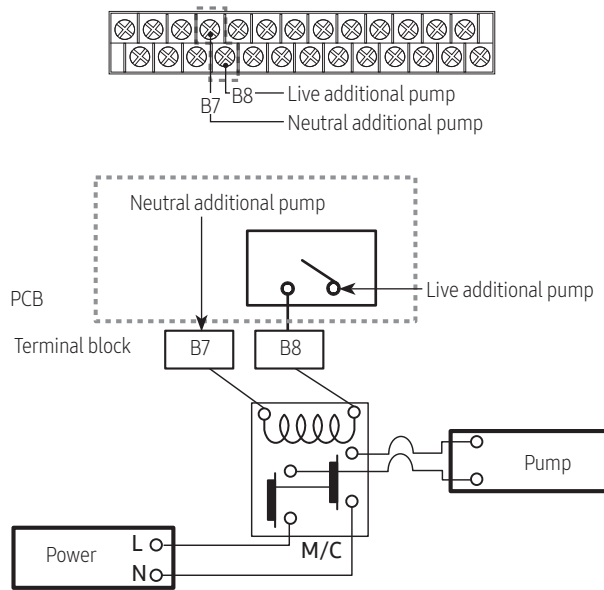 B8 Live additional pump
B7 Neutral additional pump
Neutral additional pump
Live additional pump
PCB
Terminal block B7 B8
Pump
Power L M/C
N